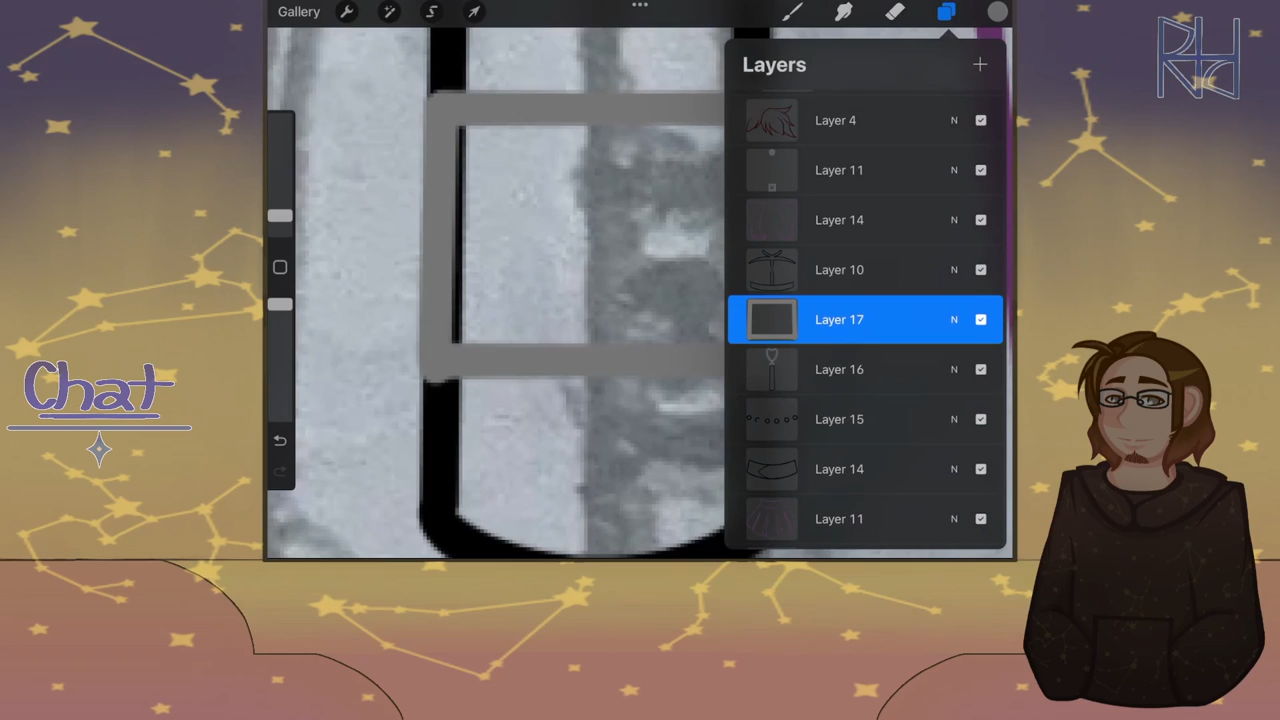 Gallery
Layers
Layer 4 N
Layer 11 N
Layer 14 N
Layer 10 N
Layer 17 N
Layer 16 N
Layer 15 N
Layer 14 N
Layer 11 N
Chat